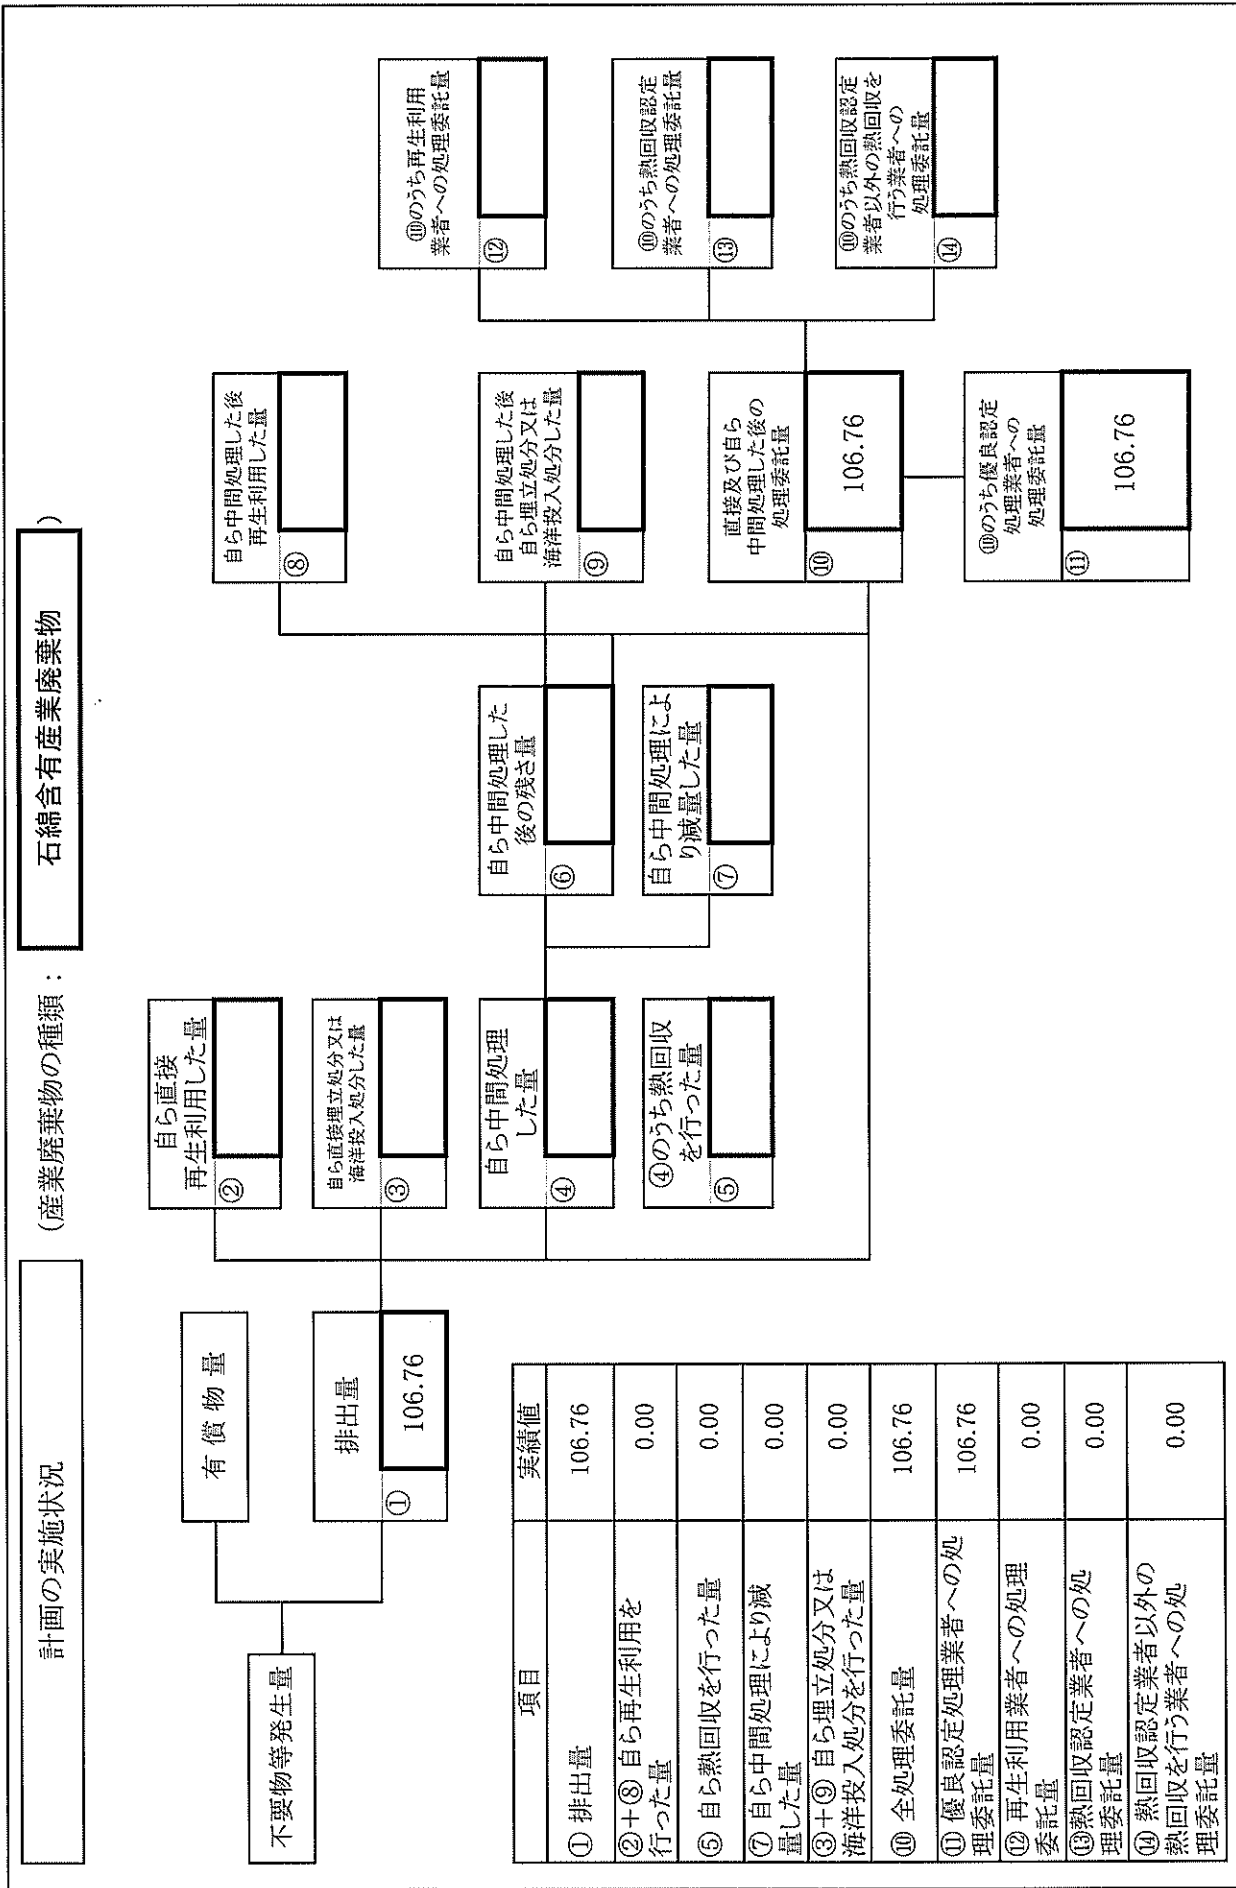 計画の実施状況
(産業廃棄物の種類:
石綿含有産業廃棄物
)
不要物等発生量
有償物量
排出量
①
106.76
自ら直接
再生利用した量
②
自ら直接埋立処分又は
海洋投入処分した量
③
自ら中間処理
した量
④
④のうち熱回収
を行った量
⑤
自ら中間処理した
後の残さ量
⑥
自ら中間処理によ
り減量した量
⑦
自ら中間処理した後
再生利用した量
⑧
自ら中間処理した後
自ら埋立処分又は
海洋投入処分した量
⑨
直接及び自ら
中間処理した後の
処理委託量
⑩
106.76
⑩のうち優良認定
処理業者への
処理委託量
⑪
106.76
⑩のうち再生利用
業者への処理委託量
⑫
⑩のうち熱回収認定
業者への処理委託量
⑬
⑩のうち熱回収認定
業者以外の熱回収を
行う業者への
処理委託量
⑭
項目 実績値
① 排出量 106.76
②+⑧ 自ら再生利用を
行った量 0.00
⑤ 自ら熱回収を行った量 0.00
⑦ 自ら中間処理により減
量した量 0.00
③+⑨ 自ら埋立処分又は
海洋投入処分を行った量 0.00
⑩ 全処理委託量 106.76
⑪ 優良認定処理業者への処
理委託量 106.76
⑫ 再生利用業者への処理
委託量 0.00
⑬熱回収認定業者への処
理委託量 0.00
⑭ 熱回収認定業者以外の
熱回収を行う業者への処
理委託量 0.00